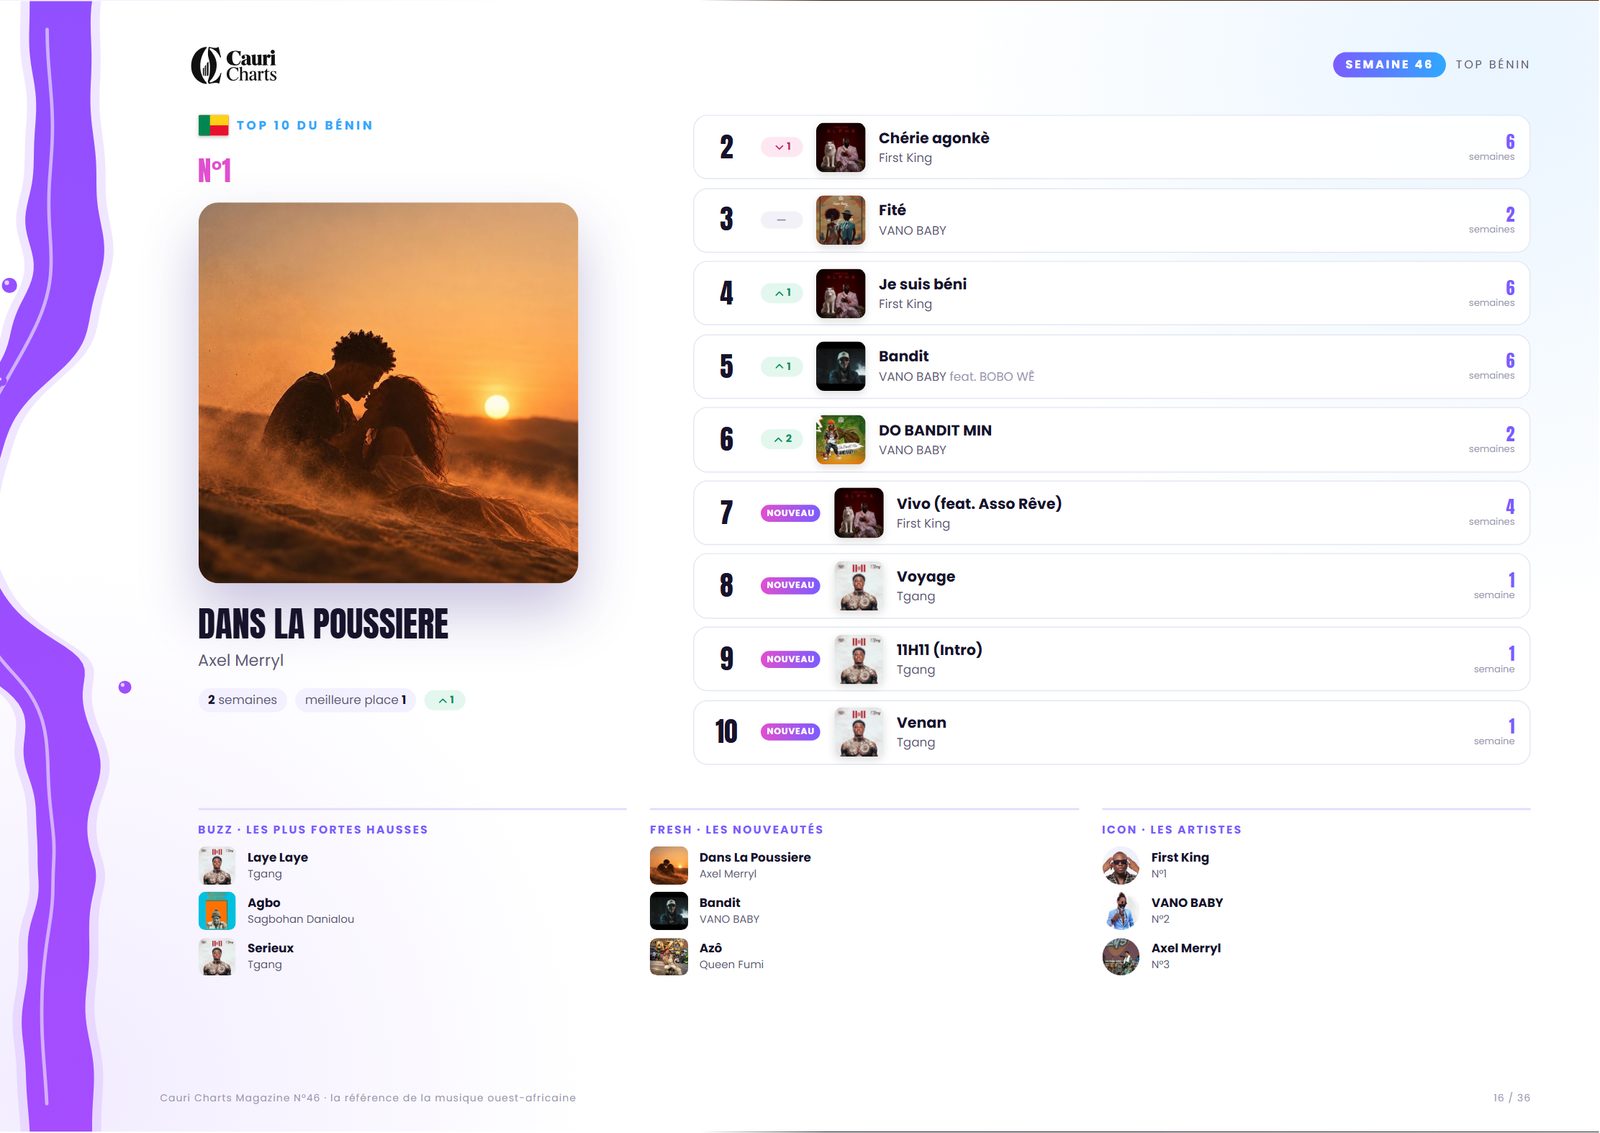 Cauri
Charts
SEMAINE 46
TOP BÉNIN
TOP 10 DU BÉNIN
N°1
DANS LA POUSSIERE
Axel Merryl
2 semaines
meilleure place 1
1
2
1
Chérie agonkè
First King
6
semaines
3
–
Fité
VANO BABY
2
semaines
4
1
Je suis béni
First King
6
semaines
5
1
Bandit
VANO BABY feat. BOBO WÊ
6
semaines
6
2
DO BANDIT MIN
VANO BABY
2
semaines
7
NOUVEAU
Vivo (feat. Asso Rêve)
First King
4
semaines
8
NOUVEAU
Voyage
Tgang
1
semaine
9
NOUVEAU
11H11 (Intro)
Tgang
1
semaine
10
NOUVEAU
Venan
Tgang
1
semaine
BUZZ · LES PLUS FORTES HAUSSES
Laye Laye
Tgang
Agbo
Sagbohan Danialou
Serieux
Tgang
FRESH · LES NOUVEAUTÉS
Dans La Poussiere
Axel Merryl
Bandit
VANO BABY
Azô
Queen Fumi
ICON · LES ARTISTES
First King
N°1
VANO BABY
N°2
Axel Merryl
N°3
Cauri Charts Magazine N°46 · la référence de la musique ouest-africaine
16 / 36